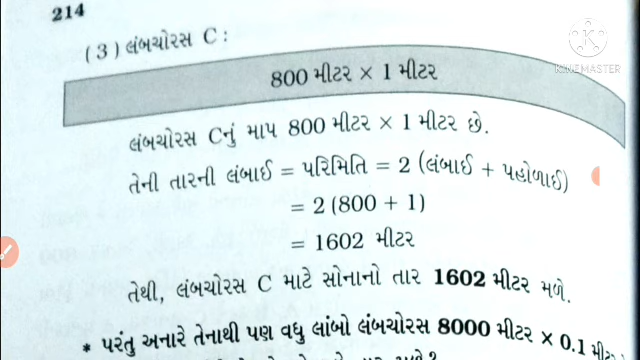 214
KINEMASTER
(3) લંબચોરસ C :
800 મીટર × 1 મીટર
લંબચોરસ Cનું માપ 800 મીટર × 1 મીટર છે.
તેની તારની લંબાઈ = પરિમિતિ = 2 (લંબાઈ + પહોળાઈ)
= 2 (800 + 1)
= 1602 મીટર
તેથી, લંબચોરસ C માટે સોનાનો તાર 1602 મીટર મળે.
* પરંતુ અનારે તેનાથી પણ વધુ લાંબો લંબચોરસ 8000 મીટર × 0.1 મીટર